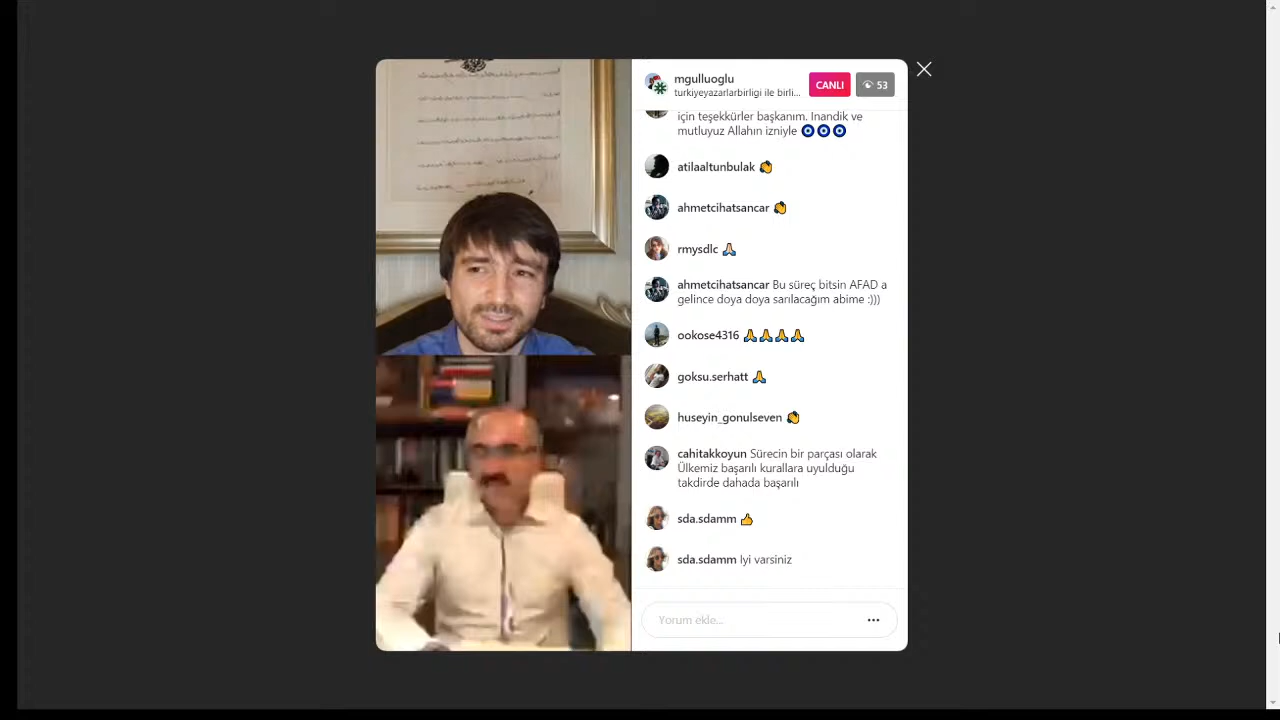 mgulluoglu
turkiyeyazarlarbirligi ile birli...
CANLI
53
için teşekkürler başkanım. Inandik ve
mutluyuz Allahın izniyle
atilaaltunbulak
ahmetcihatsancar
rmysdlc
ahmetcihatsancar Bu süreç bitsin AFAD a
gelince doya doya sarılacağım abime :)))
ookose4316
goksu.serhatt
huseyin_gonulseven
cahitakkoyun Sürecin bir parçası olarak
Ülkemiz başarılı kurallara uyulduğu
takdirde dahada başarılı
sda.sdamm
sda.sdamm Iyi varsiniz
Yorum ekle...